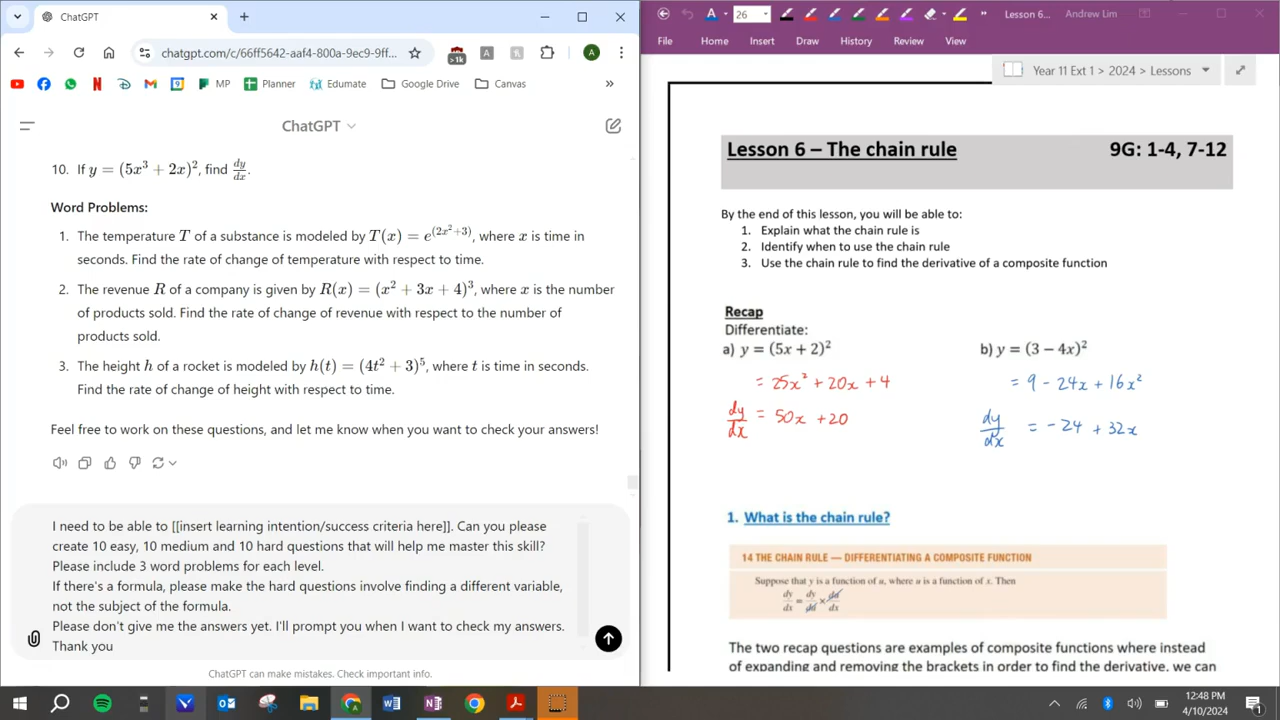 ChatGPT
chatgpt.com/c/66ff5642-aaf4-800a-9ec9-9ff...
>1k
A
MP
Planner
Edumate
Google Drive
Canvas
»
ChatGPT
10. If y = (5x³ + 2x)², find dy/dx.
Word Problems:
1. The temperature T of a substance is modeled by T(x) = e^(2x²+3), where x is time in
seconds. Find the rate of change of temperature with respect to time.
2. The revenue R of a company is given by R(x) = (x² + 3x + 4)³, where x is the number
of products sold. Find the rate of change of revenue with respect to the number of
products sold.
3. The height h of a rocket is modeled by h(t) = (4t² + 3)⁵, where t is time in seconds.
Find the rate of change of height with respect to time.
Feel free to work on these questions, and let me know when you want to check your answers!
I need to be able to [[insert learning intention/success criteria here]]. Can you please
create 10 easy, 10 medium and 10 hard questions that will help me master this skill?
Please include 3 word problems for each level.
If there's a formula, please make the hard questions involve finding a different variable,
not the subject of the formula.
Please don't give me the answers yet. I'll prompt you when I want to check my answers.
Thank you
ChatGPT can make mistakes. Check important info.
26
Lesson 6...
Andrew Lim
File Home Insert Draw History Review View
Year 11 Ext 1 > 2024 > Lessons
Lesson 6 – The chain rule 9G: 1-4, 7-12
By the end of this lesson, you will be able to:
1. Explain what the chain rule is
2. Identify when to use the chain rule
3. Use the chain rule to find the derivative of a composite function
Recap
Differentiate:
a) y = (5x + 2)² b) y = (3 − 4x)²
= 25x² + 20x + 4 = 9 - 24x + 16x²
dy/dx = 50x + 20 dy/dx = -24 + 32x
1. What is the chain rule?
14 THE CHAIN RULE — DIFFERENTIATING A COMPOSITE FUNCTION
Suppose that y is a function of u, where u is a function of x. Then
dy/dx = dy/du × du/dx
The two recap questions are examples of composite functions where instead
of expanding and removing the brackets in order to find the derivative, we can
12:48 PM
4/10/2024
1